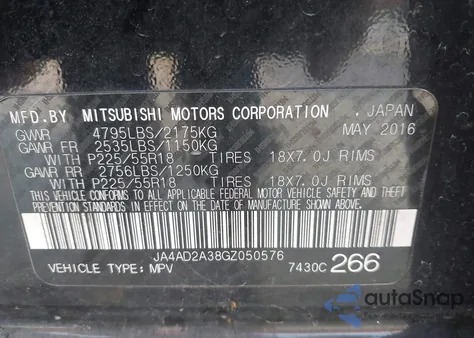 MFD.BY MITSUBISHI MOTORS CORPORATION , JAPAN
GVWR 4795LBS/2175KG MAY 2016
GAWR FR 2535LBS/1150KG
WITH P225/55R18 TIRES 18X7.0J RIMS
GAWR RR 2756LBS/1250KG
WITH P225/55R18 TIRES 18X7.0J RIMS
THIS VEHICLE CONFORMS TO ALL APPLICABLE FEDERAL MOTOR VEHICLE SAFETY AND THEFT
PREVENTION STANDARDS IN EFFECT ON THE DATE OF MANUFACTURE SHOWN ABOVE.
JA4AD2A38GZ050576
VEHICLE TYPE: MPV 7430C 266
autoSnap